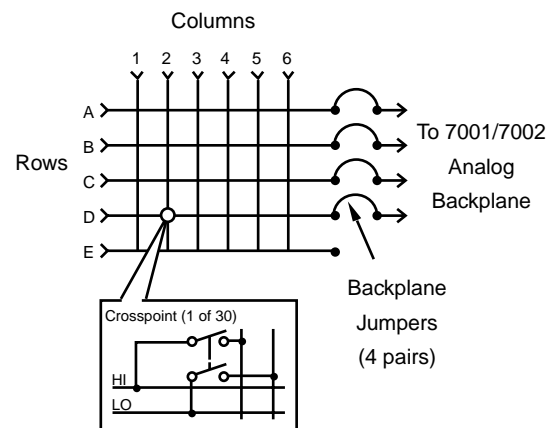 Columns
1 2 3 4 5 6
Rows
A
B
C
D
E
To 7001/7002
Analog
Backplane
Backplane
Jumpers
(4 pairs)
Crosspoint (1 of 30)
HI
LO